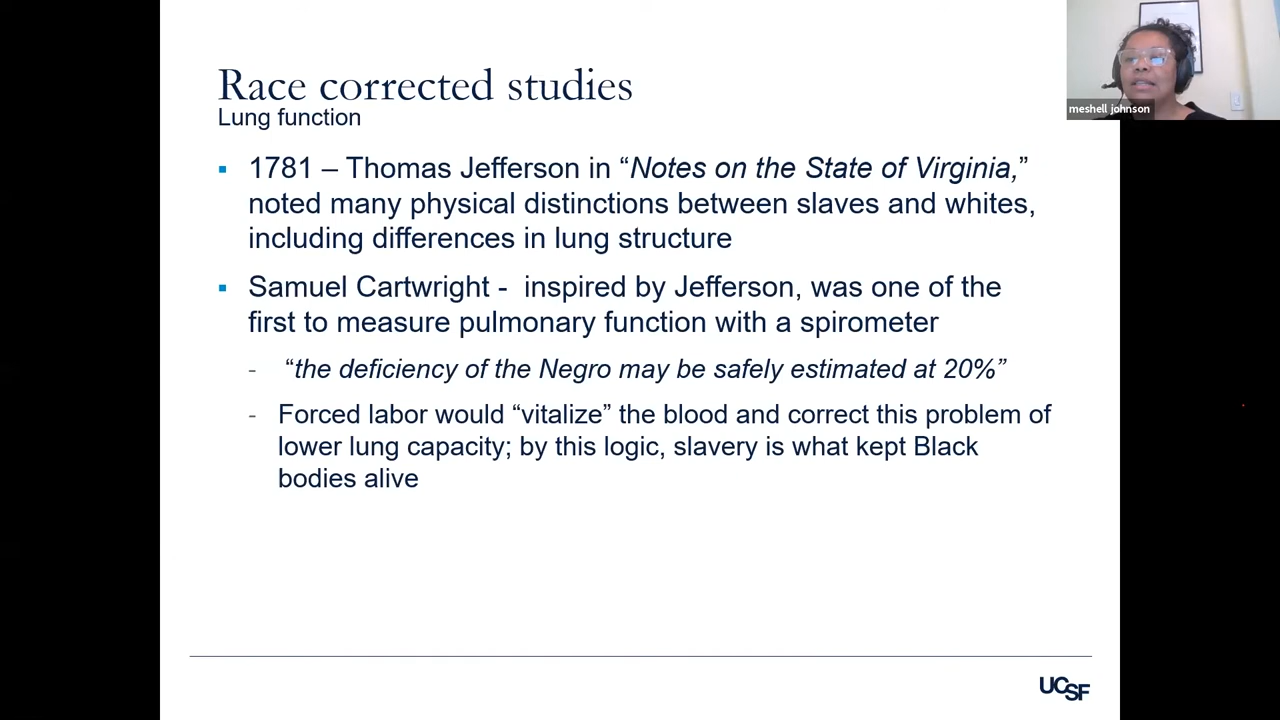 Race corrected studies
Lung function
▪ 1781 – Thomas Jefferson in “Notes on the State of Virginia,”
noted many physical distinctions between slaves and whites,
including differences in lung structure
▪ Samuel Cartwright -  inspired by Jefferson, was one of the
first to measure pulmonary function with a spirometer
- “the deficiency of the Negro may be safely estimated at 20%”
- Forced labor would “vitalize” the blood and correct this problem of
lower lung capacity; by this logic, slavery is what kept Black
bodies alive
UCSF
meshell johnson